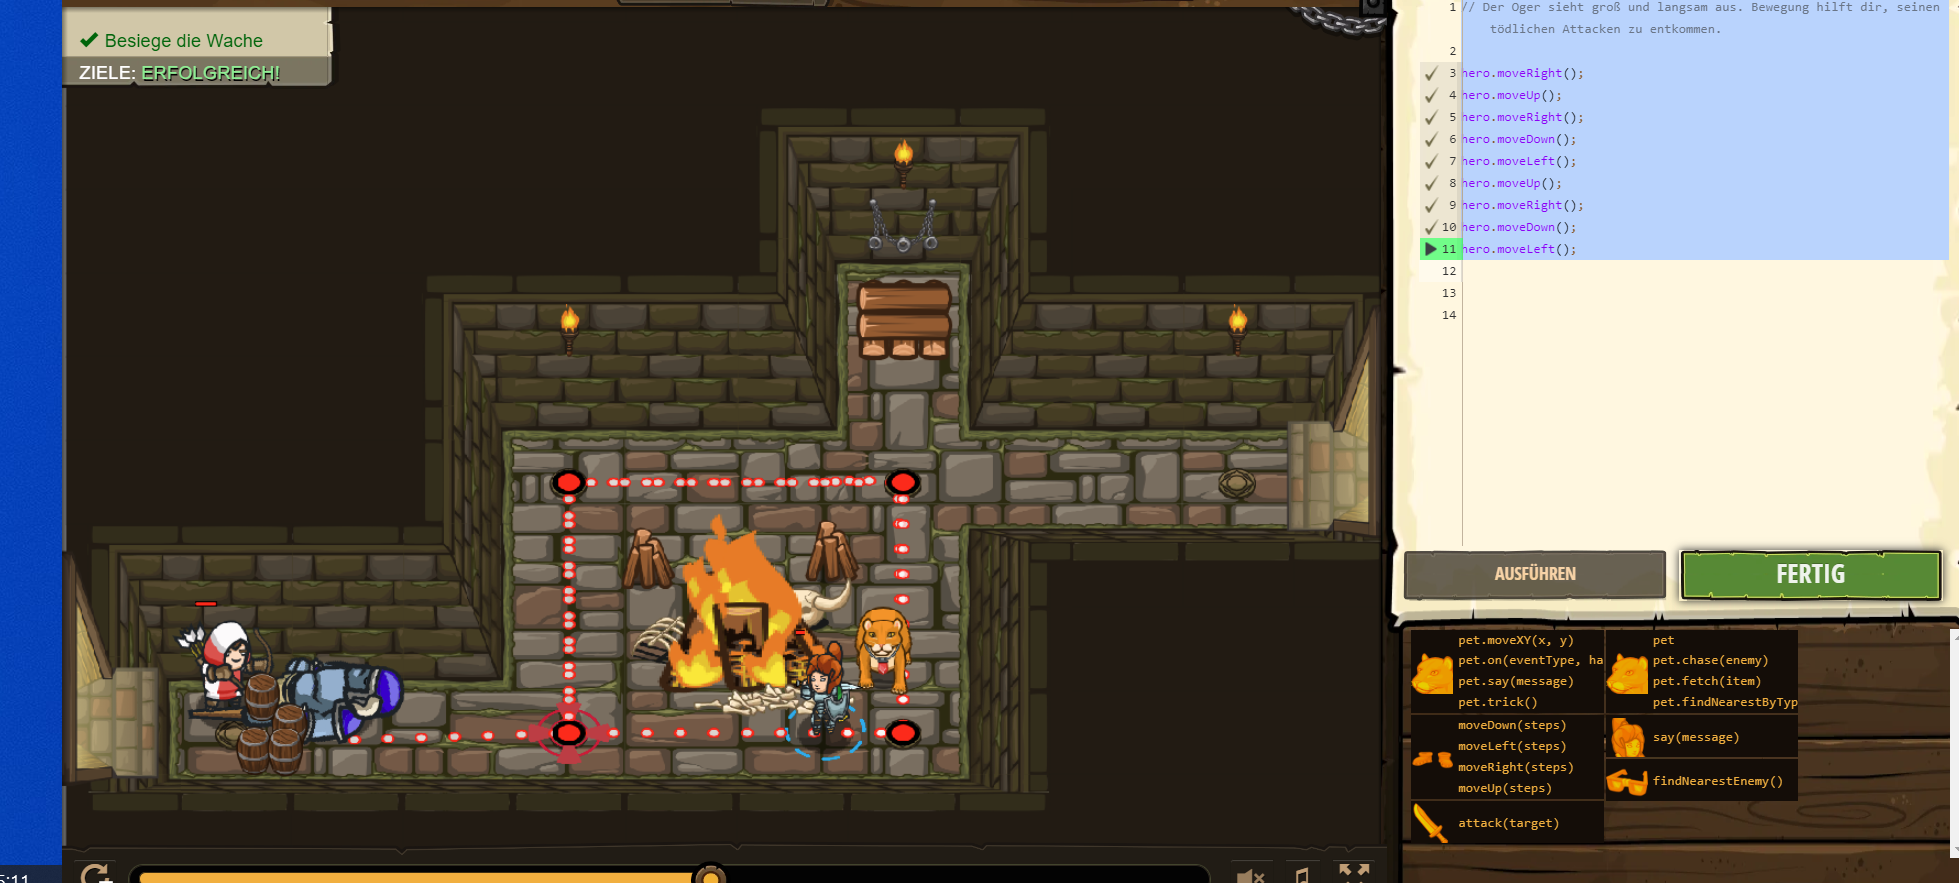 Besiege die Wache
ZIELE: ERFOLGREICH!
1 // Der Oger sieht groß und langsam aus. Bewegung hilft dir, seinen
tödlichen Attacken zu entkommen.
2
3 hero.moveRight();
4 hero.moveUp();
5 hero.moveRight();
6 hero.moveDown();
7 hero.moveLeft();
8 hero.moveUp();
9 hero.moveRight();
10 hero.moveDown();
11 hero.moveLeft();
12
13
14
AUSFÜHREN
FERTIG
pet.moveXY(x, y)
pet.on(eventType, ha
pet.say(message)
pet.trick()
moveDown(steps)
moveLeft(steps)
moveRight(steps)
moveUp(steps)
attack(target)
pet
pet.chase(enemy)
pet.fetch(item)
pet.findNearestByTyp
say(message)
findNearestEnemy()